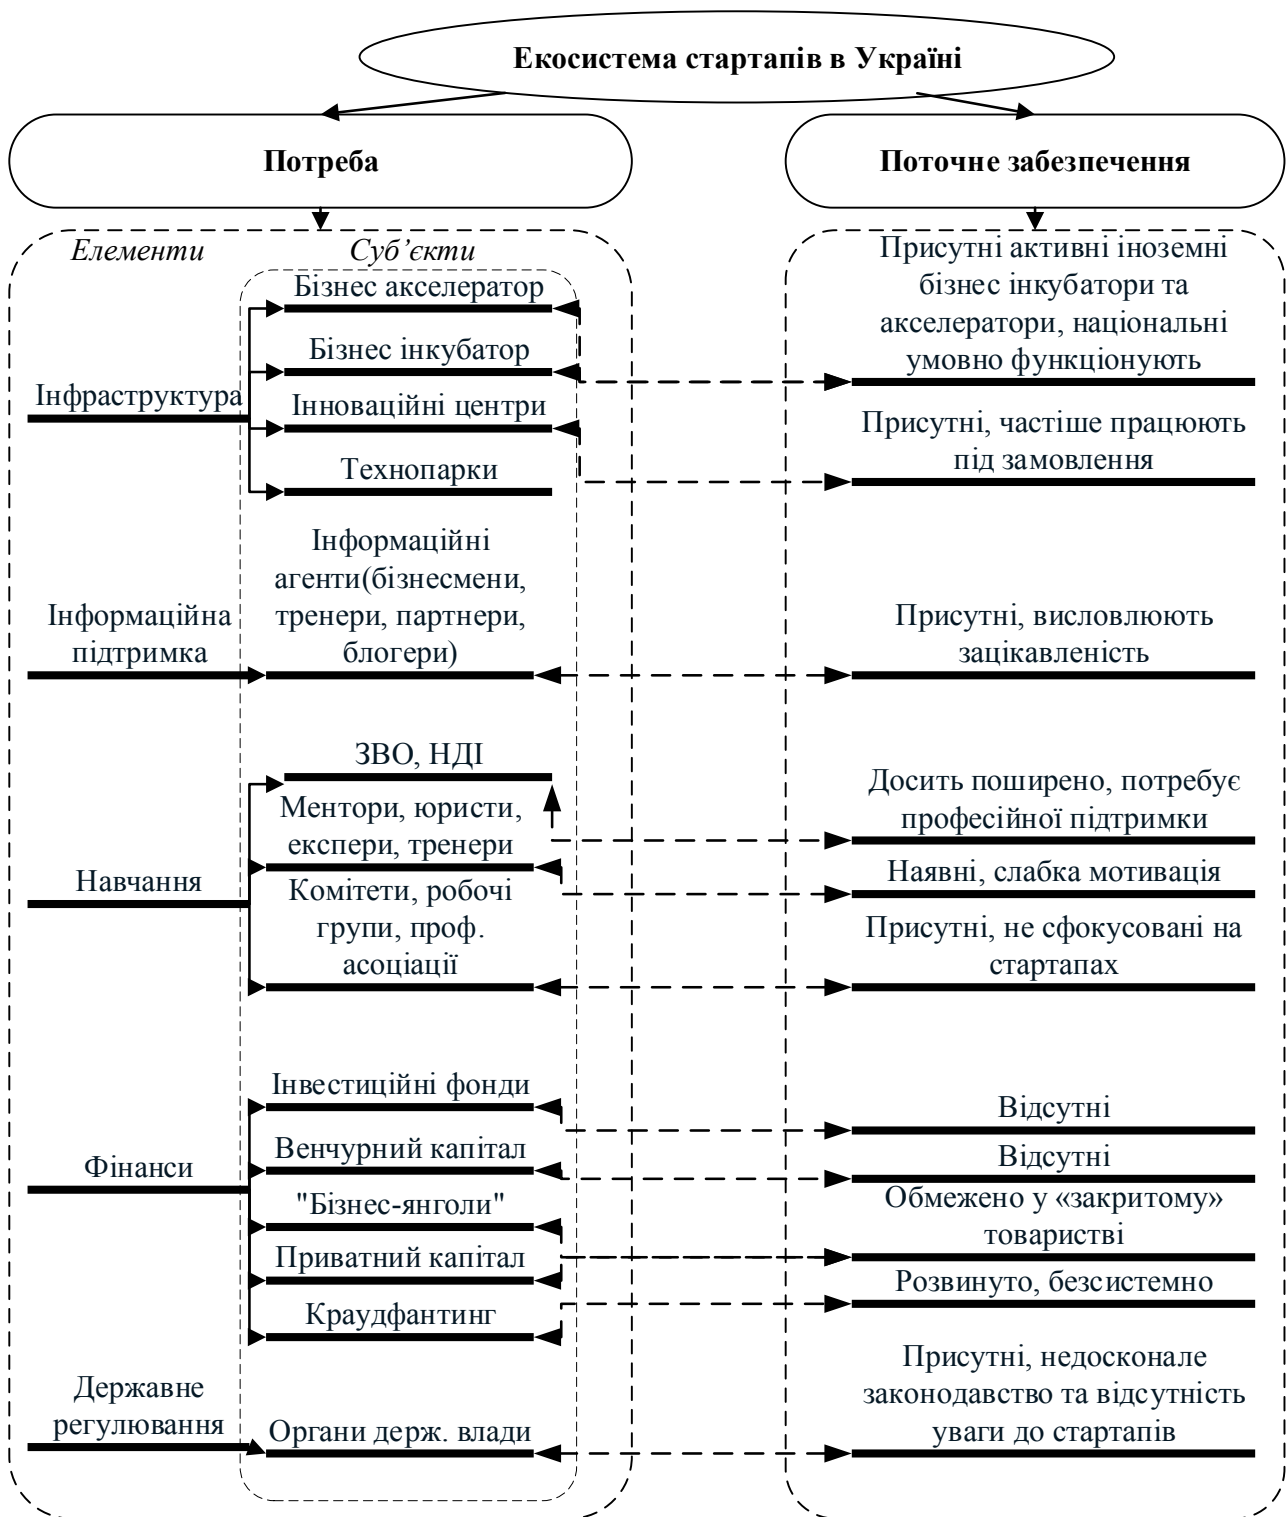 Екосистема стартапів в Україні
Потреба
Поточне забезпечення
Елементи
Суб’єкти
Інфраструктура
Бізнес акселератор
Бізнес інкубатор
Інноваційні центри
Технопарки
Присутні активні іноземні
бізнес інкубатори та
акселератори, національні
умовно функціонують
Присутні, частіше працюють
під замовлення
Інформаційна
підтримка
Інформаційні
агенти(бізнесмени,
тренери, партнери,
блогери)
Присутні, висловлюють
зацікавленість
Навчання
ЗВО, НДІ
Ментори, юристи,
експери, тренери
Комітети, робочі
групи, проф.
асоціації
Досить поширено, потребує
професійної підтримки
Наявні, слабка мотивація
Присутні, не сфокусовані на
стартапах
Фінанси
Інвестиційні фонди
Венчурний капітал
"Бізнес-янголи"
Приватний капітал
Краудфантинг
Відсутні
Відсутні
Обмежено у «закритому»
товаристві
Розвинуто, безсистемно
Державне
регулювання
Органи держ. влади
Присутні, недосконале
законодавство та відсутність
уваги до стартапів